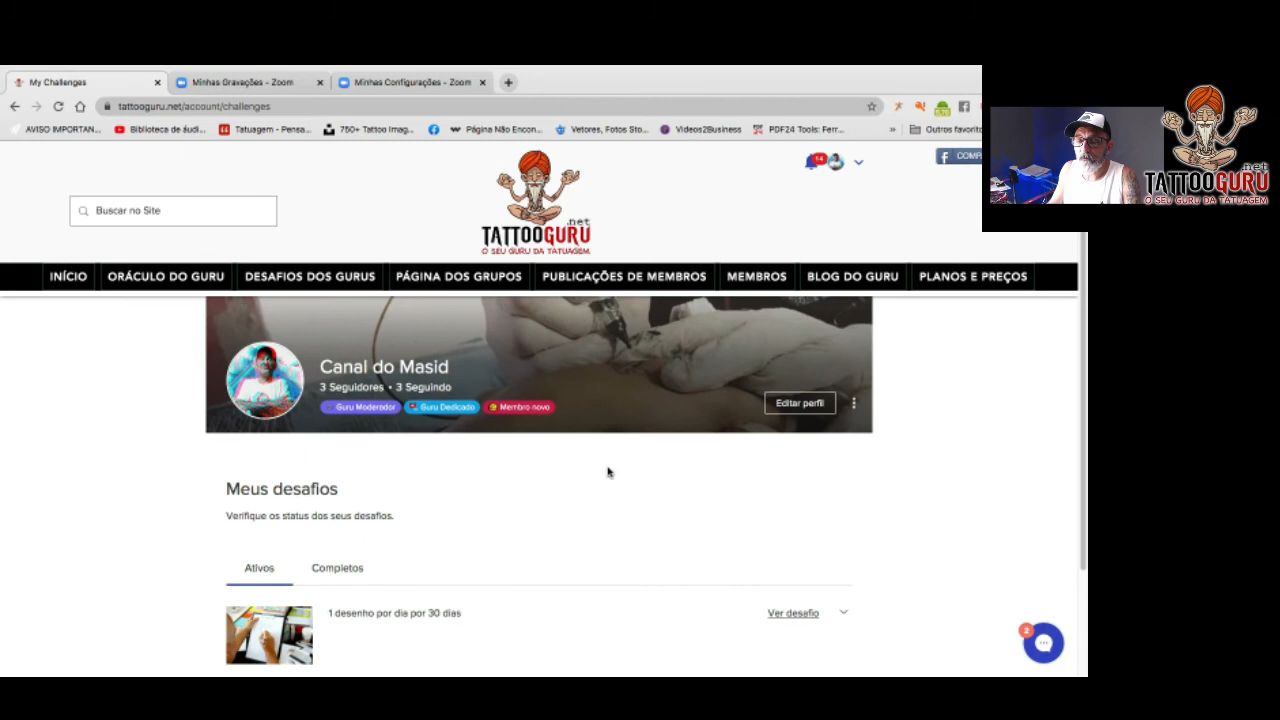 My Challenges
Minhas Gravações - Zoom
Minhas Configurações - Zoom
tattooguru.net/account/challenges
AVISO IMPORTAN...
Biblioteca de áudi...
Tatuagem - Pensa...
750+ Tattoo Imag...
Página Não Encon...
Vetores, Fotos Sto...
Videos2Business
PDF24 Tools: Ferr...
»
Outros favorito
Buscar no Site
.net
TATTOOGURU
O SEU GURU DA TATUAGEM
14
COMP
.net
TATTOOGURU
O SEU GURU DA TATUAGEM
INÍCIO
ORÁCULO DO GURU
DESAFIOS DOS GURUS
PÁGINA DOS GRUPOS
PUBLICAÇÕES DE MEMBROS
MEMBROS
BLOG DO GURU
PLANOS E PREÇOS
Canal do Masid
3 Seguidores • 3 Seguindo
Guru Moderador
Guru Dedicado
Membro novo
Editar perfil
Meus desafios
Verifique os status dos seus desafios.
Ativos
Completos
1 desenho por dia por 30 dias
Ver desafio
2